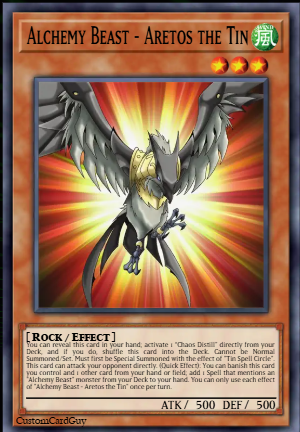 Alchemy Beast - Aretos the Tin
WIND
風
[ Rock / Effect ]
You can reveal this card in your hand; activate 1 "Chaos Distill" directly from your
Deck, and if you do, shuffle this card into the Deck. Cannot be Normal
Summoned/Set. Must first be Special Summoned with the effect of "Tin Spell Circle".
This card can attack your opponent directly. (Quick Effect): You can banish this card
you control and 1 other card from your hand or field; add 1 Spell that mentions an
"Alchemy Beast" monster from your Deck to your hand. You can only use each effect
of "Alchemy Beast - Aretos the Tin" once per turn.
ATK / 500 DEF / 500
CustomCardGuy